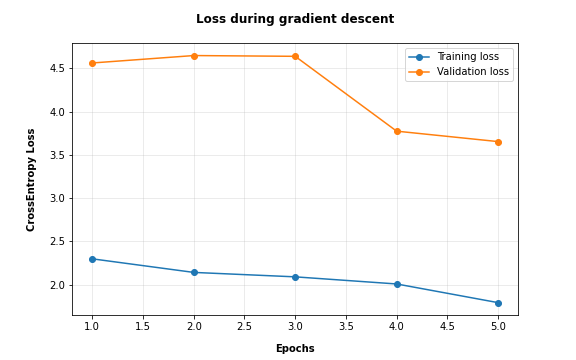 Loss during gradient descent
Training loss
Validation loss
CrossEntropy Loss
4.5
4.0
3.5
3.0
2.5
2.0
1.0 1.5 2.0 2.5 3.0 3.5 4.0 4.5 5.0
Epochs